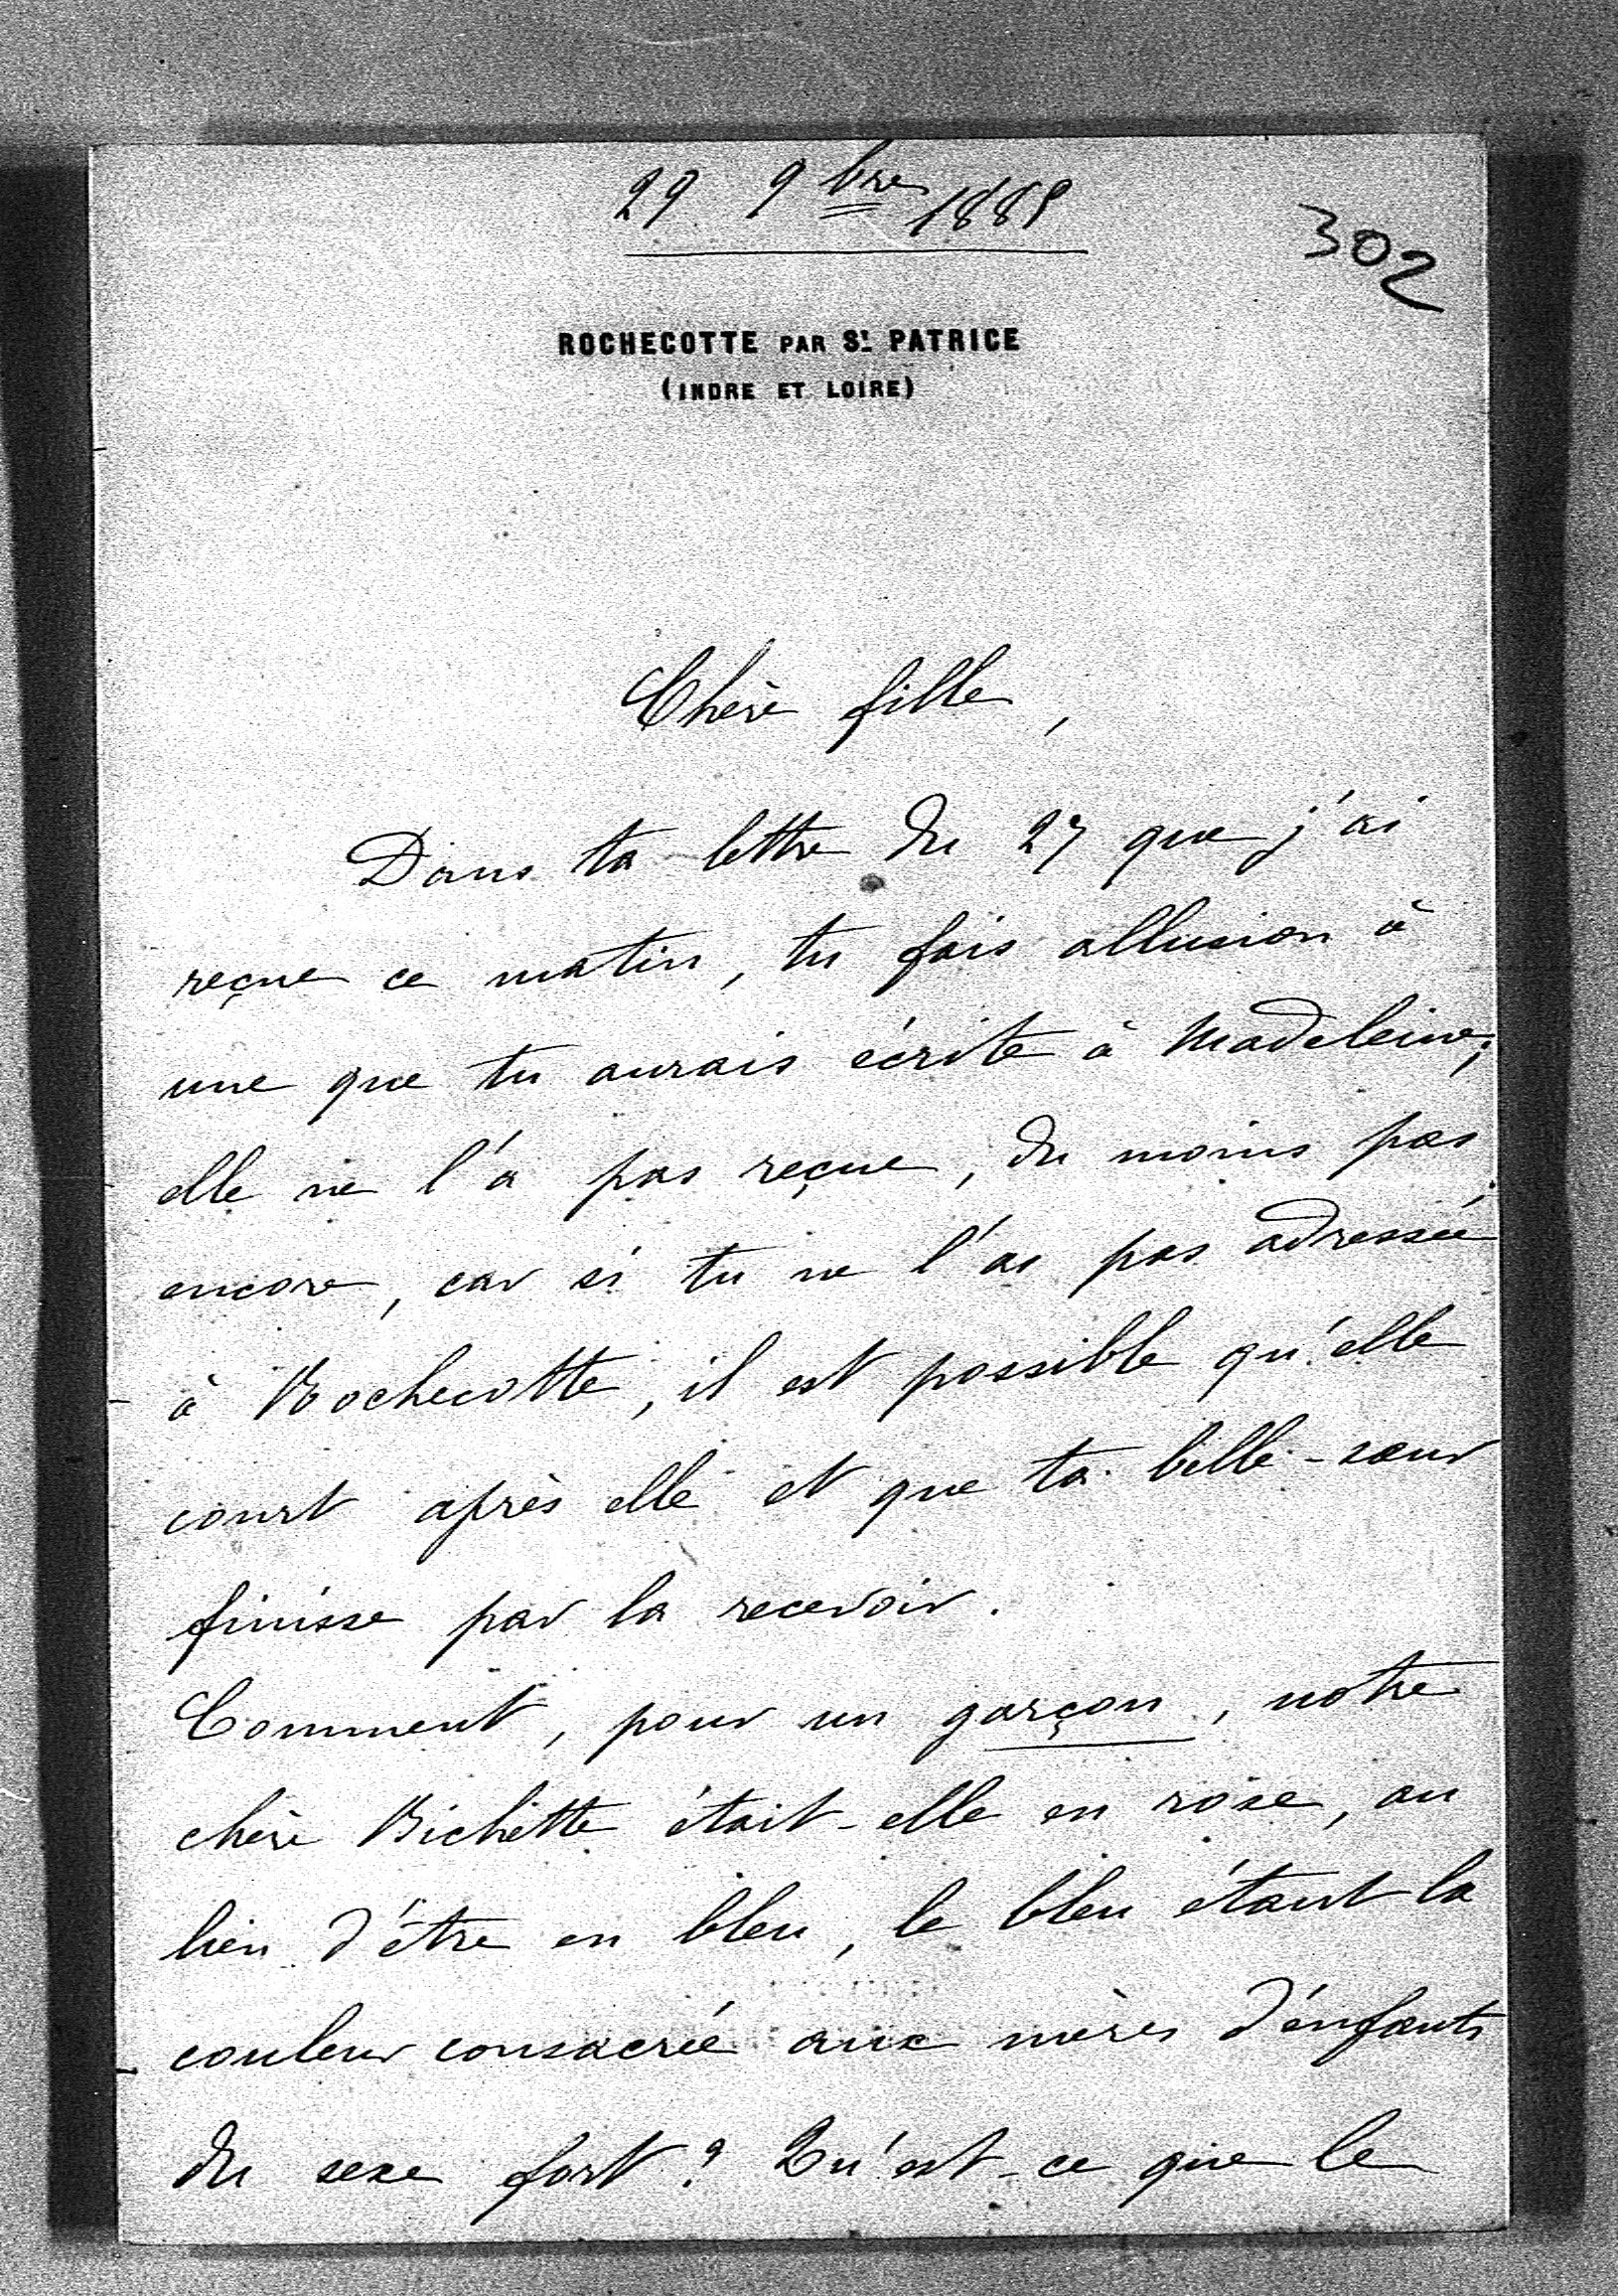 29 9bre 1889
302
ROCHECOTTE PAR St. PATRICE
(INDRE ET LOIRE)
Chère fille,
Dans ta lettre du 27 que j'ai
reçue ce matin, tu fais allusion à
une que tu aurais écrite à Madeleine;
elle ne l'a pas reçue, du moins pas
encore, car si tu ne l'as pas adressée
à Rochecotte, il est possible qu'elle
court après elle et que ta belle-sœur
finisse par la recevoir.
Comment, pour un garçon, notre
chère Bichette était-elle en rose, au
lieu d'être en bleu, le bleu étant la
couleur consacrée aux mères d'enfants
du sexe fort? Qu'est-ce que le